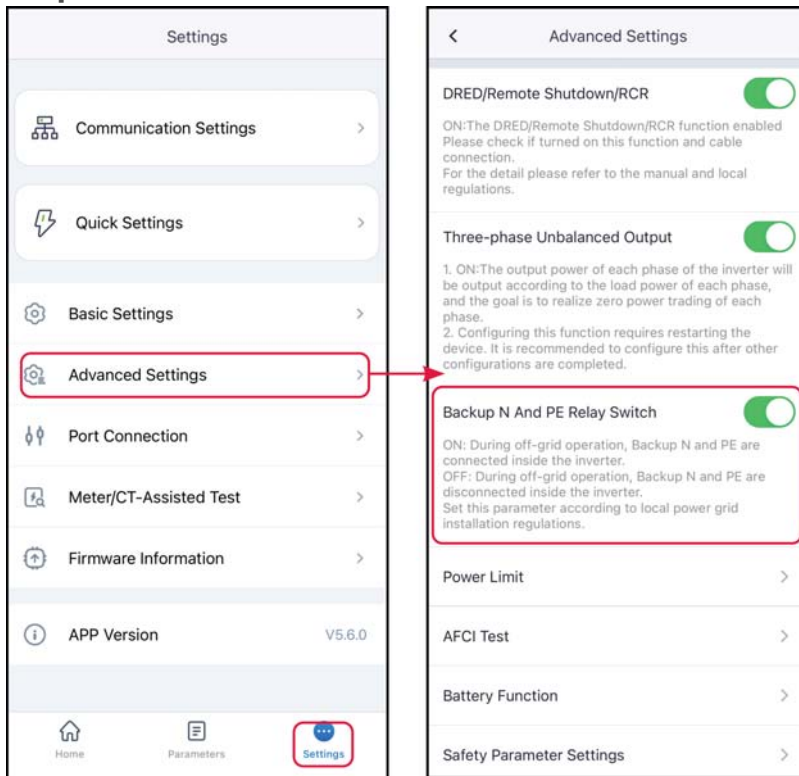 Settings
Communication Settings
Quick Settings
Basic Settings
Advanced Settings
Port Connection
Meter/CT-Assisted Test
Firmware Information
APP Version V5.6.0
Home Parameters Settings
Advanced Settings
DRED/Remote Shutdown/RCR
ON:The DRED/Remote Shutdown/RCR function enabled
Please check if turned on this function and cable
connection.
For the detail please refer to the manual and local
regulations.
Three-phase Unbalanced Output
1. ON:The output power of each phase of the inverter will
be output according to the load power of each phase,
and the goal is to realize zero power trading of each
phase.
2. Configuring this function requires restarting the
device. It is recommended to configure this after other
configurations are completed.
Backup N And PE Relay Switch
ON: During off-grid operation, Backup N and PE are
connected inside the inverter.
OFF: During off-grid operation, Backup N and PE are
disconnected inside the inverter.
Set this parameter according to local power grid
installation regulations.
Power Limit
AFCI Test
Battery Function
Safety Parameter Settings